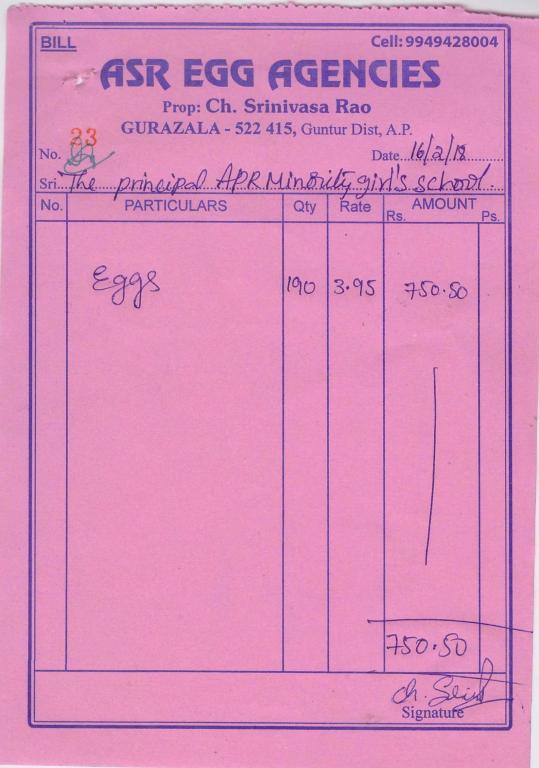 BILL Cell: 9949428004
ASR EGG AGENCIES
Prop: Ch. Srinivasa Rao
GURAZALA - 522 415, Guntur Dist, A.P.
23
No. Date 16/2/18
Sri The principal APR Minority girl's school.
No. PARTICULARS Qty Rate AMOUNT
Rs. Ps.
Eggs 190 3.95 750.50
750.50
Ch.
Signature